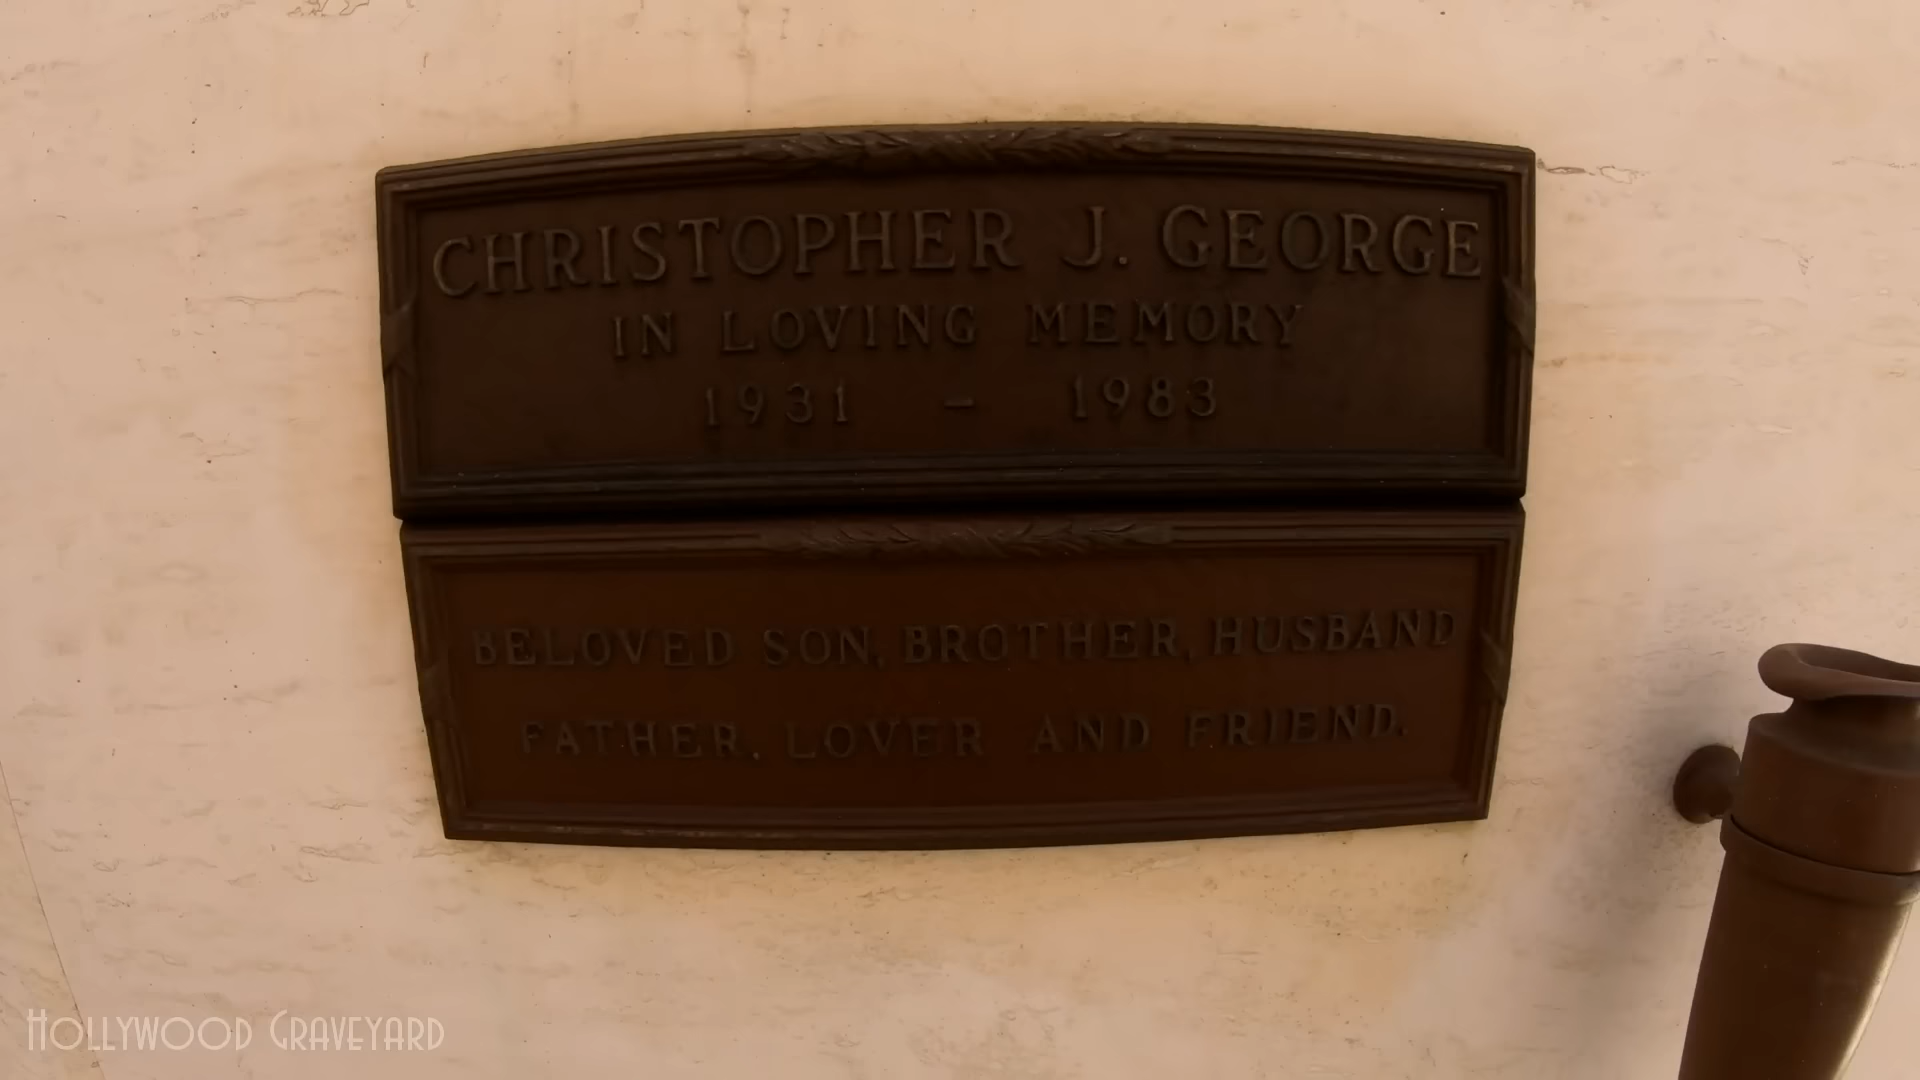 CHRISTOPHER J. GEORGE
IN LOVING MEMORY
1931 - 1983
BELOVED SON, BROTHER, HUSBAND
FATHER, LOVER AND FRIEND.
HOLLYWOOD GRAVEYARD